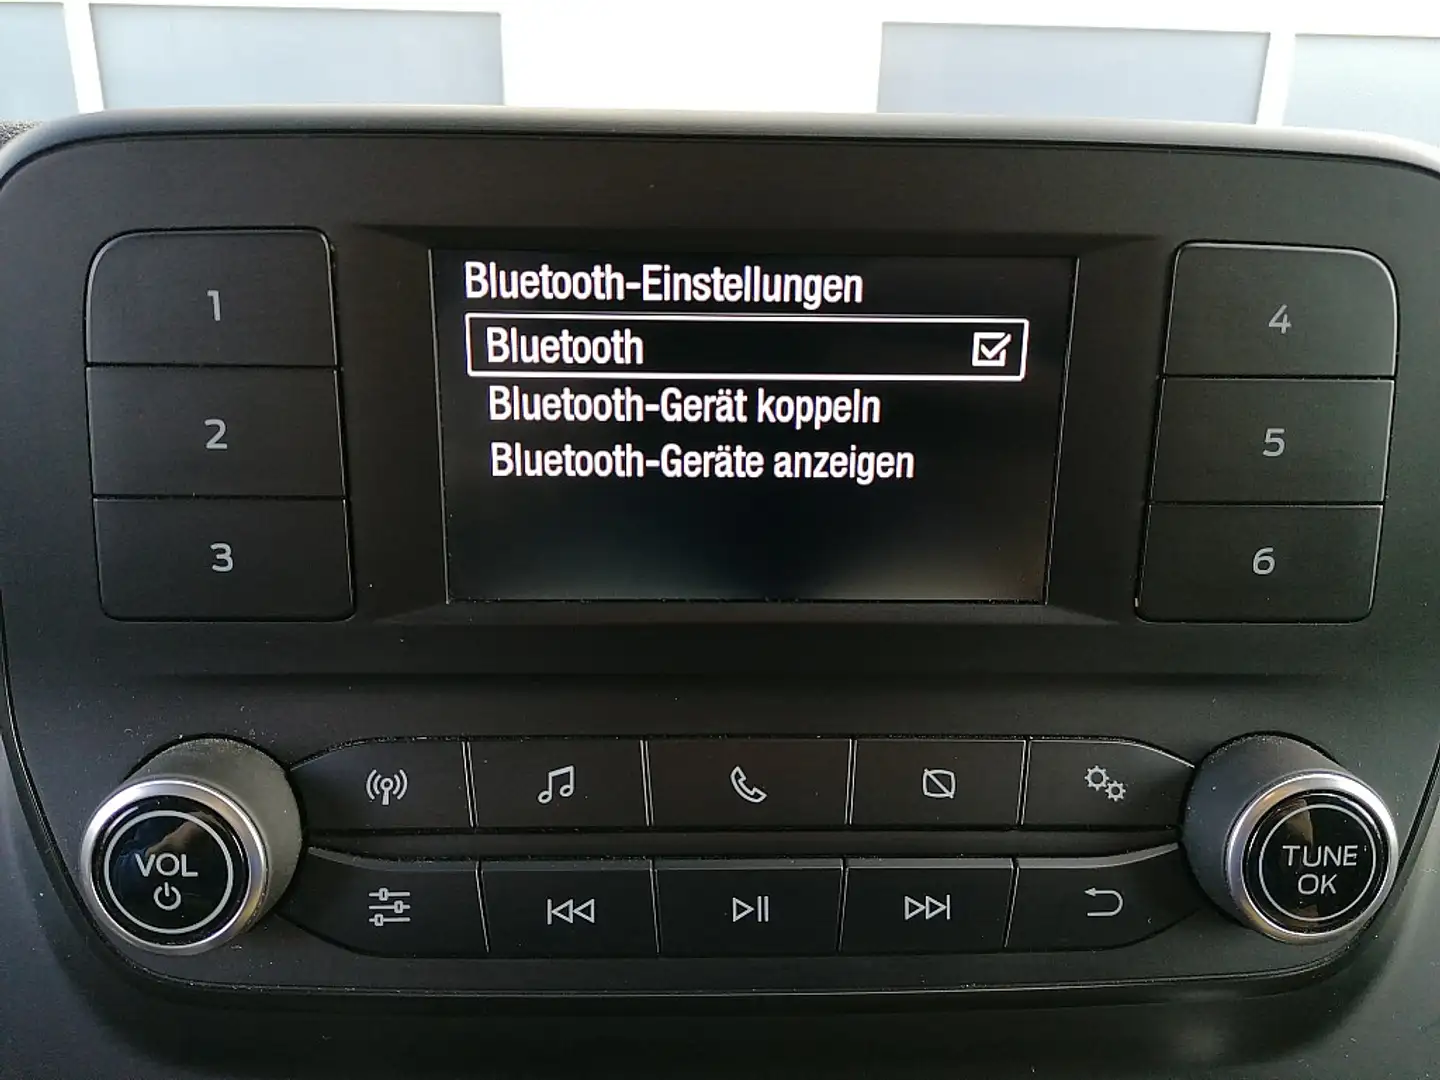 Bluetooth-Einstellungen
Bluetooth
Bluetooth-Gerät koppeln
Bluetooth-Geräte anzeigen
1
2
3
4
5
6
VOL
TUNE
OK